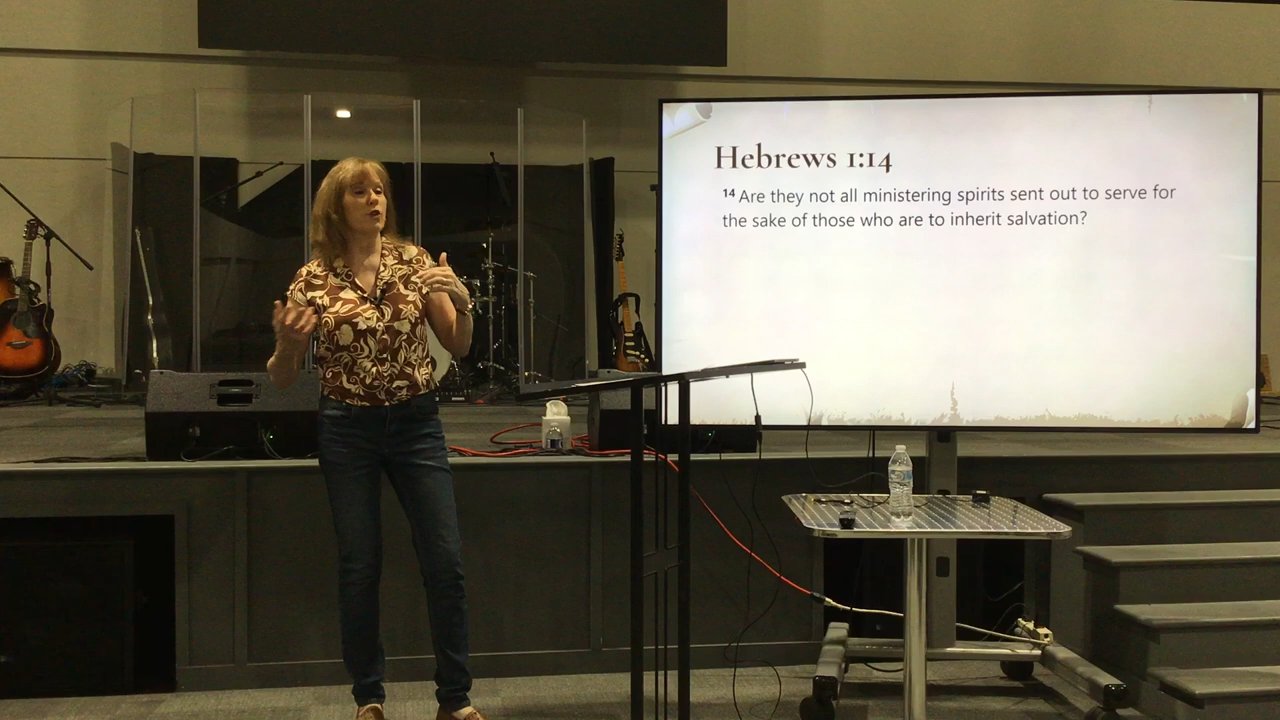 Hebrews 1:14
14 Are they not all ministering spirits sent out to serve for
the sake of those who are to inherit salvation?